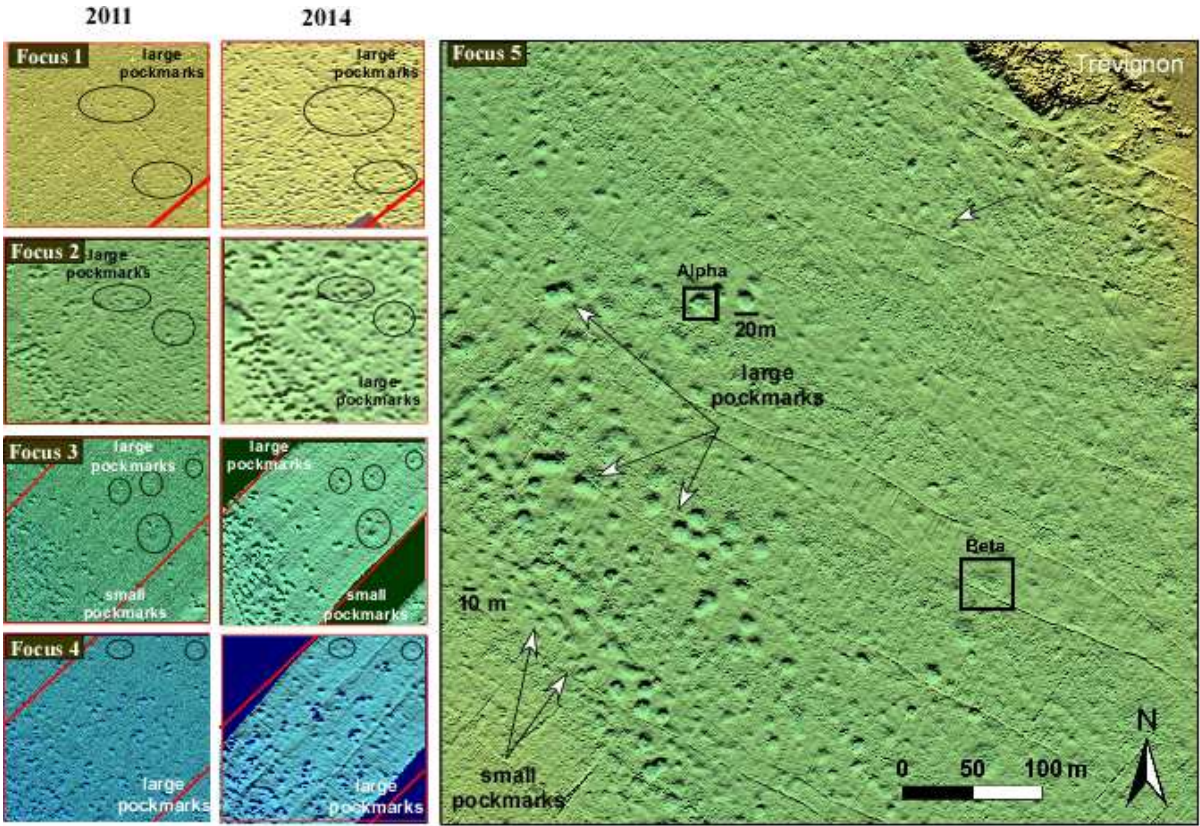 2011
2014
Focus 1
large
pockmarks
large
pockmarks
Focus 2
large
pockmarks
large
pockmarks
Focus 3
large
pockmarks
small
pockmarks
large
pockmarks
small
pockmarks
Focus 4
large
pockmarks
large
pockmarks
Focus 5
Trévignon
Alpha
20m
large
pockmarks
Beta
10 m
small
pockmarks
N
0 50 100 m